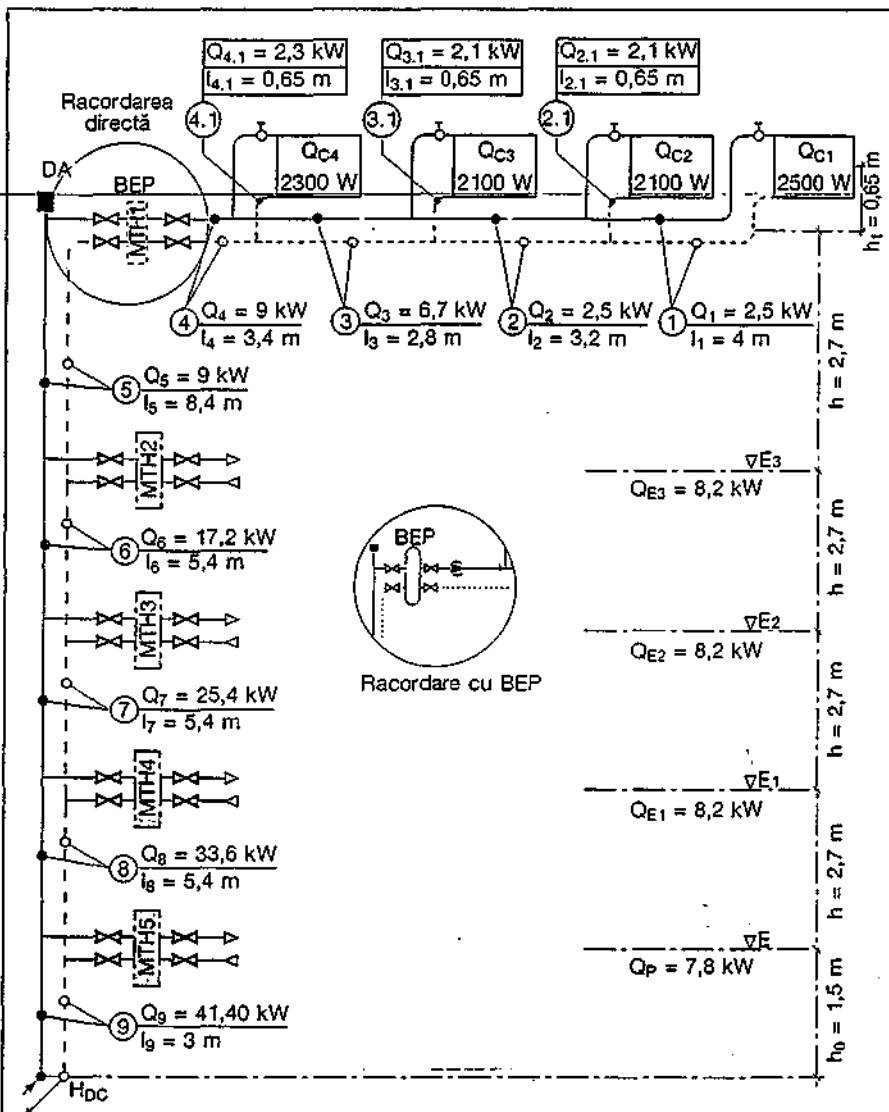 Q4.1 = 2,3 kW
l4.1 = 0,65 m
Q3.1 = 2,1 kW
l3.1 = 0,65 m
Q2.1 = 2,1 kW
l2.1 = 0,65 m
Racordarea
directă
4.1
3.1
2.1
DA
BEP
MTH1
QC4
2300 W
QC3
2100 W
QC2
2100 W
QC1
2500 W
hf = 0,65 m
4
Q4 = 9 kW
l4 = 3,4 m
3
Q3 = 6,7 kW
l3 = 2,8 m
2
Q2 = 2,5 kW
l2 = 3,2 m
1
Q1 = 2,5 kW
l1 = 4 m
h = 2,7 m
5
Q5 = 9 kW
l5 = 8,4 m
MTH2
∇E3
QE3 = 8,2 kW
h = 2,7 m
6
Q6 = 17,2 kW
l6 = 5,4 m
BEP
MTH3
∇E2
QE2 = 8,2 kW
Racordare cu BEP
h = 2,7 m
7
Q7 = 25,4 kW
l7 = 5,4 m
MTH4
∇E1
QE1 = 8,2 kW
h = 2,7 m
8
Q8 = 33,6 kW
l8 = 5,4 m
MTH5
∇E
QP = 7,8 kW
h0 = 1,5 m
9
Q9 = 41,40 kW
l9 = 3 m
HDC